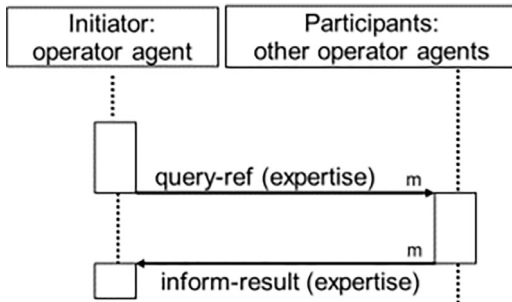 Initiator:
operator agent
Participants:
other operator agents
query-ref (expertise) m
m
inform-result (expertise)